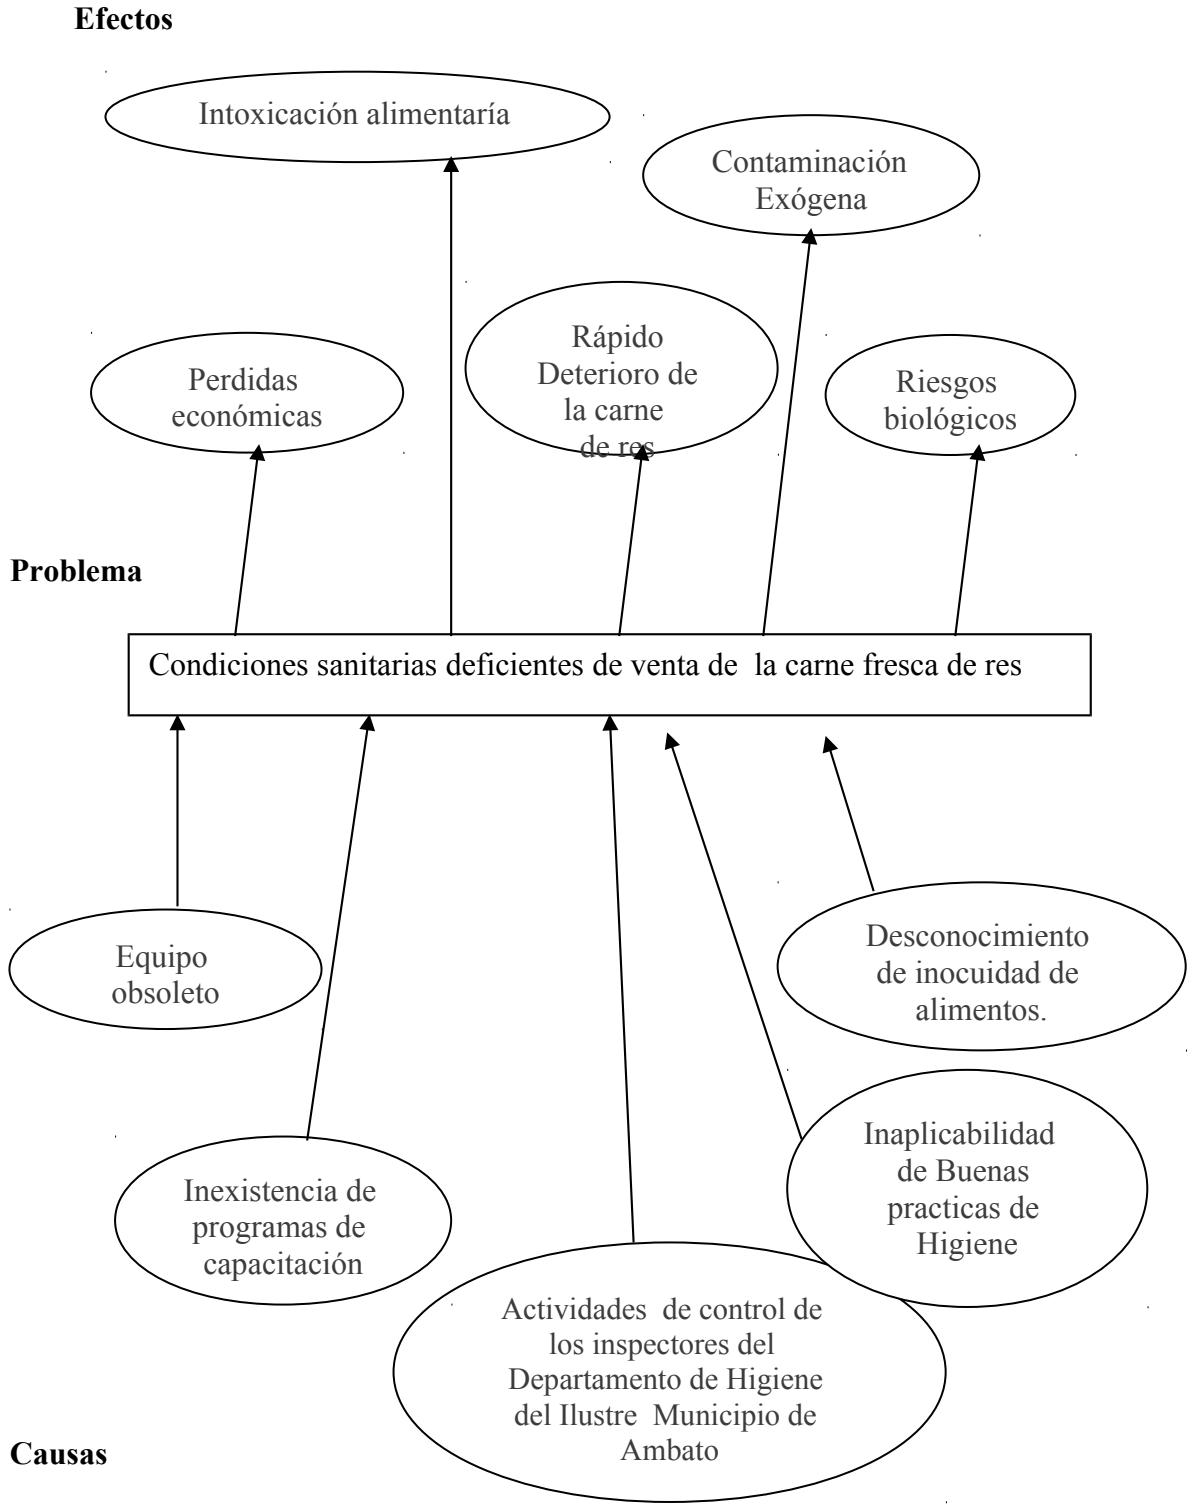 Efectos
Intoxicación alimentaría
Contaminación
Exógena
Perdidas
económicas
Rápido
Deterioro de
la carne
de res
Riesgos
biológicos
Problema
Condiciones sanitarias deficientes de venta de  la carne fresca de res
Equipo
obsoleto
Desconocimiento
de inocuidad de
alimentos.
Inexistencia de
programas de
capacitación
Inaplicabilidad
de Buenas
practicas de
Higiene
Actividades  de control de
los inspectores del
Departamento de Higiene
del Ilustre  Municipio de
Ambato
Causas